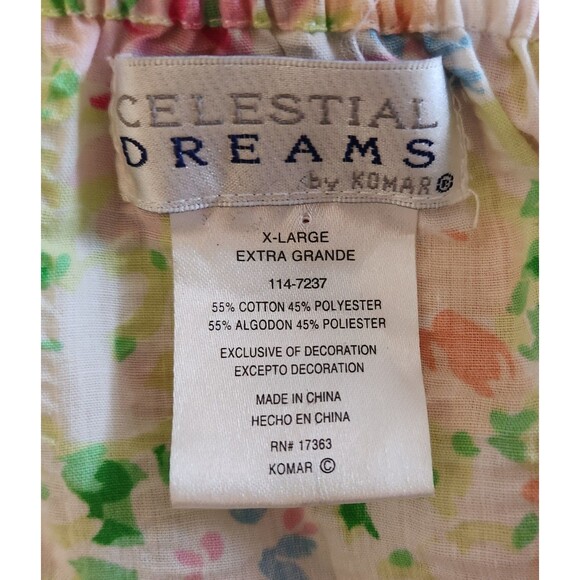 CELESTIAL
DREAMS
by KOMAR®
X-LARGE
EXTRA GRANDE
114-7237
55% COTTON 45% POLYESTER
55% ALGODON 45% POLIESTER
EXCLUSIVE OF DECORATION
EXCEPTO DECORATION
MADE IN CHINA
HECHO EN CHINA
RN# 17363
KOMAR ©